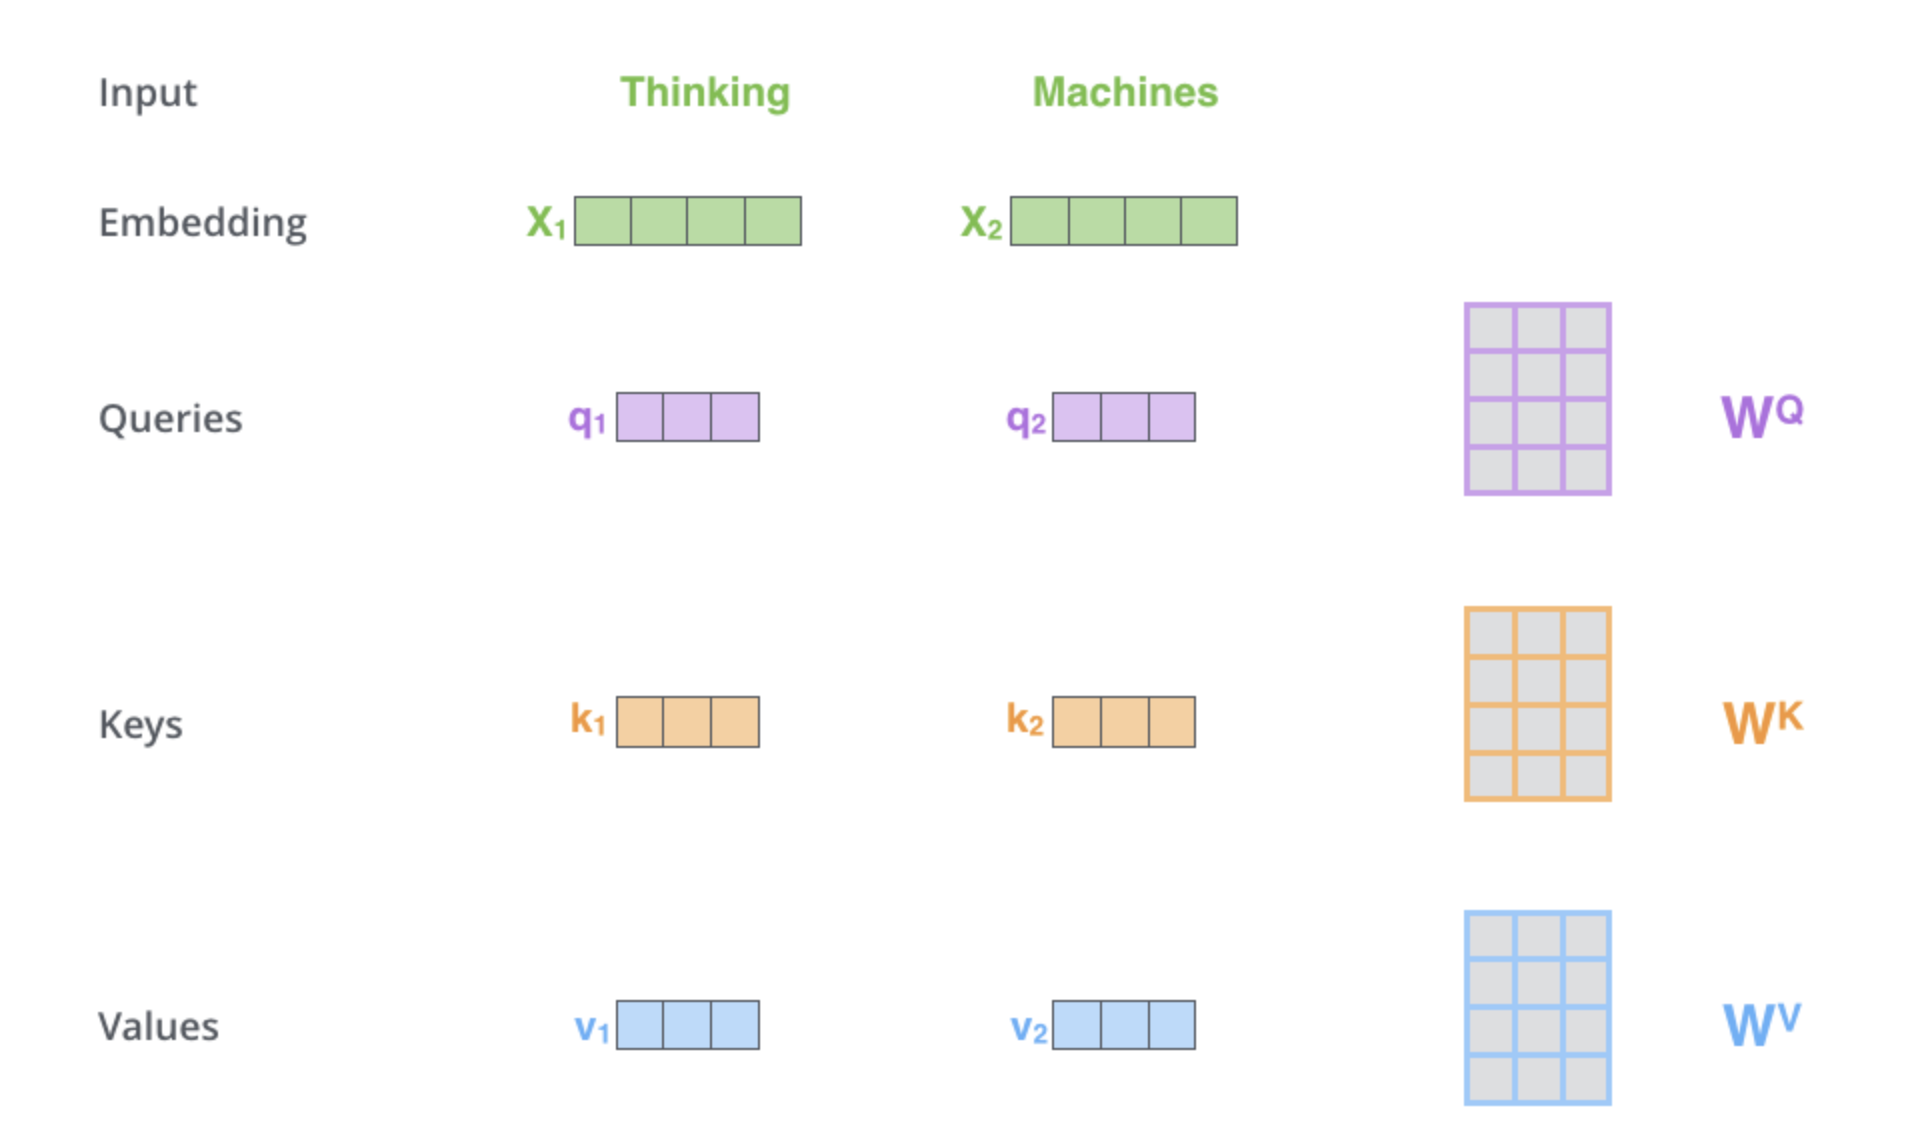 Input Thinking Machines
Embedding X1 X2
Queries q1 q2 WQ
Keys k1 k2 WK
Values v1 v2 WV